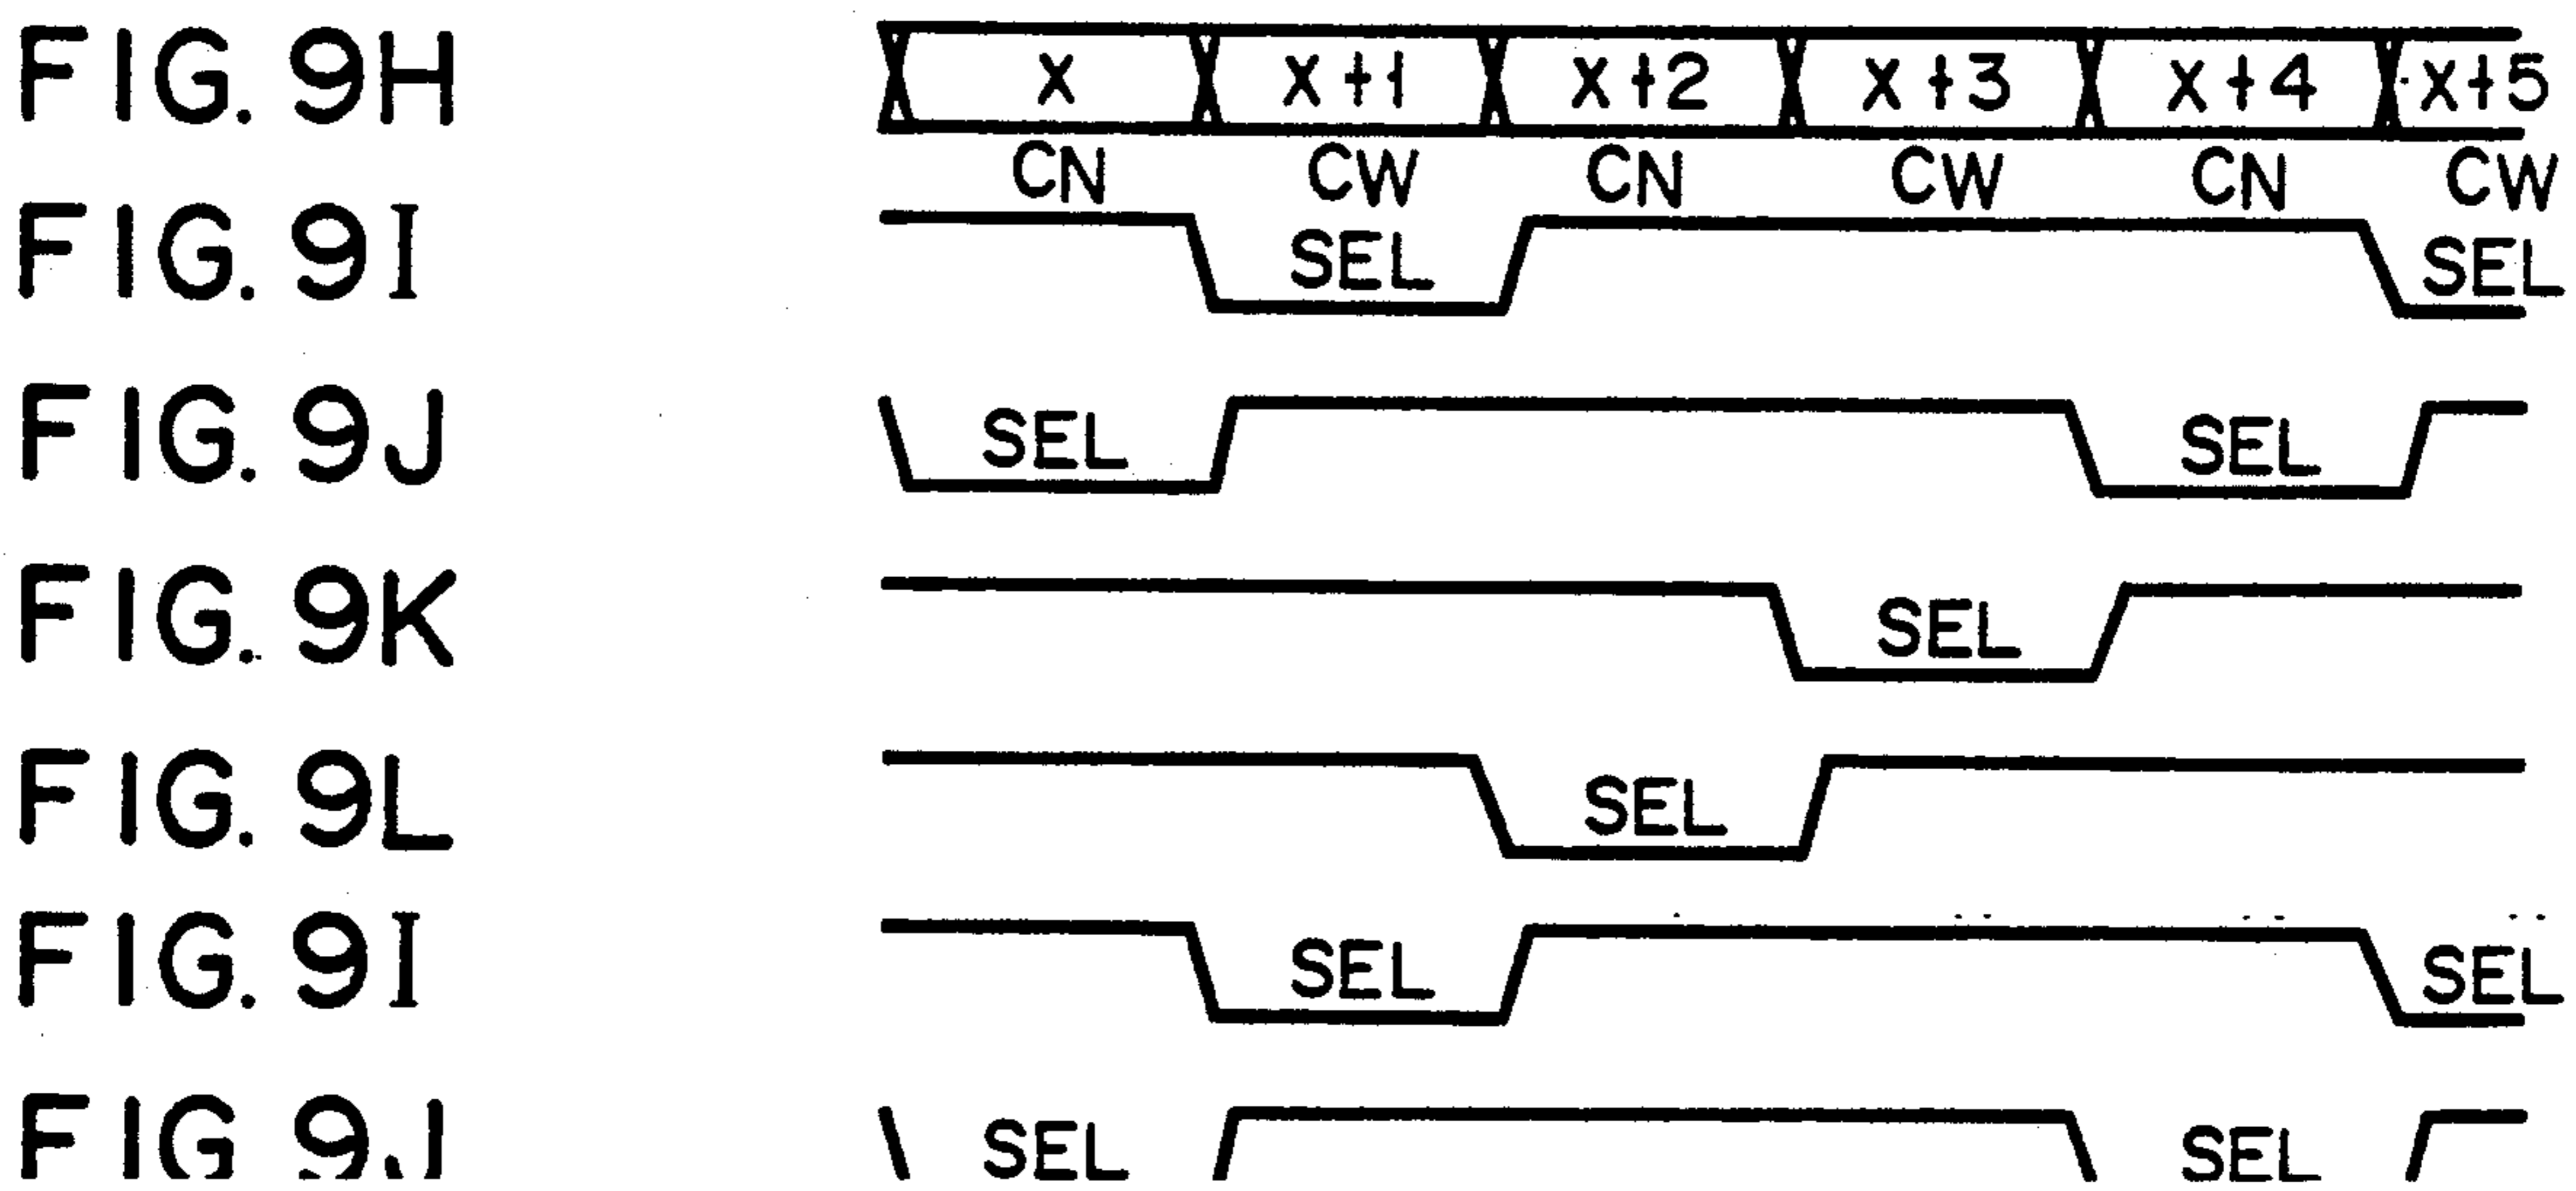 FIG. 9H X X+1 X+2 X+3 X+4 X+5
CN CW CN CW CN CW
FIG. 9I SEL SEL
FIG. 9J SEL SEL
FIG. 9K SEL
FIG. 9L SEL
FIG. 9I SEL SEL
FIG. 9J SEL SEL